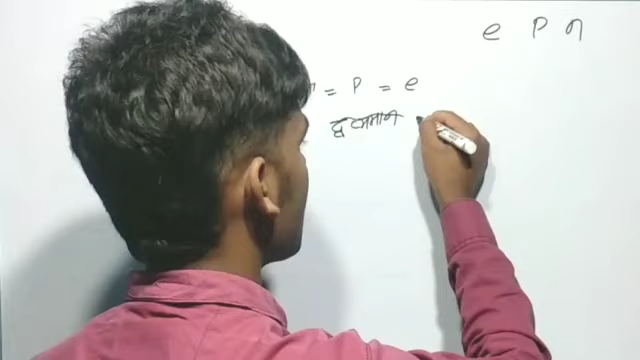 e P n
= P = e
द्रव्यमान